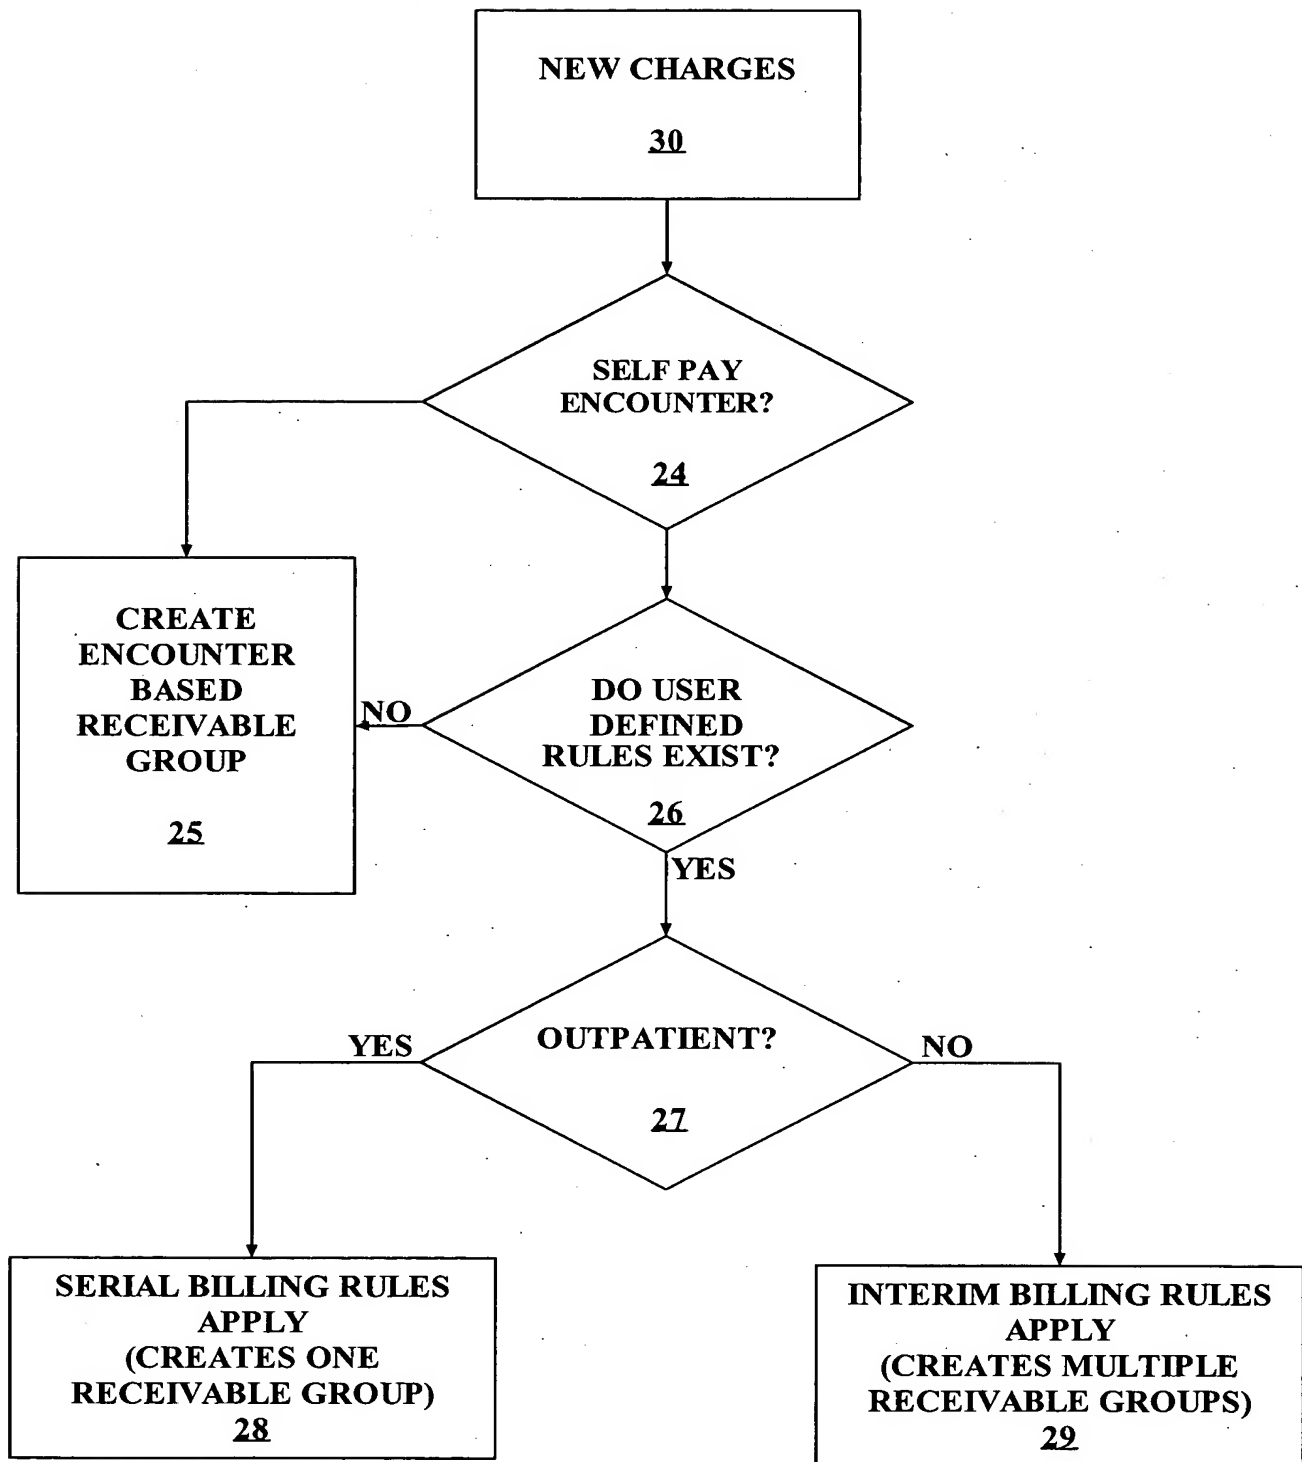 NEW CHARGES
30
SELF PAY
ENCOUNTER?
24
CREATE
ENCOUNTER
BASED
RECEIVABLE
GROUP
25
NO
DO USER
DEFINED
RULES EXIST?
26
YES
YES
OUTPATIENT?
NO
27
SERIAL BILLING RULES
APPLY
(CREATES ONE
RECEIVABLE GROUP)
28
INTERIM BILLING RULES
APPLY
(CREATES MULTIPLE
RECEIVABLE GROUPS)
29